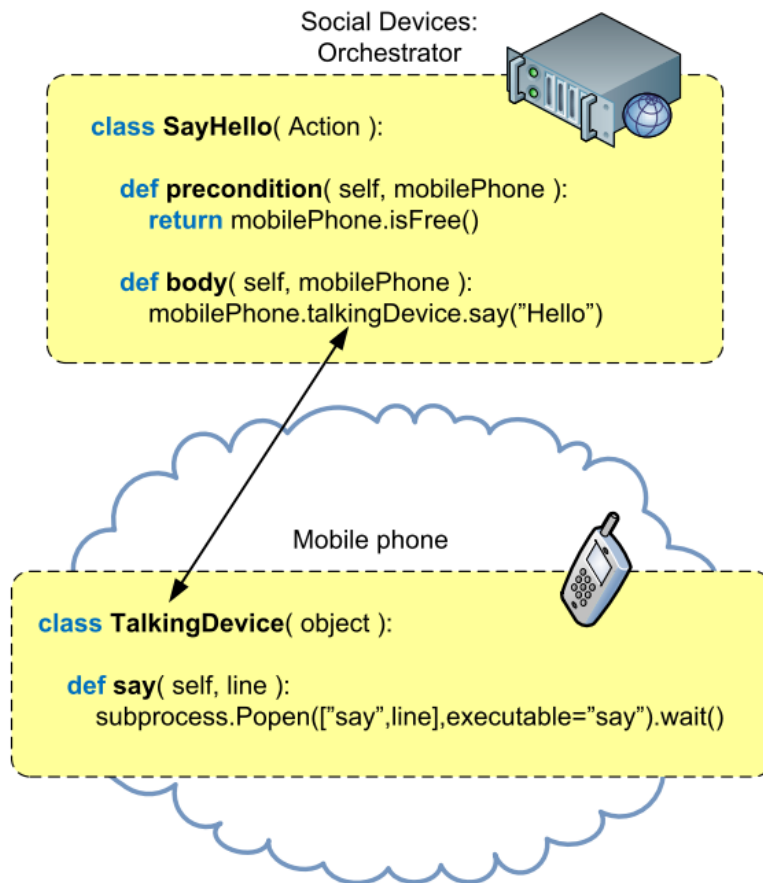 Social Devices:
Orchestrator
class SayHello( Action ):
def precondition( self, mobilePhone ):
return mobilePhone.isFree()
def body( self, mobilePhone ):
mobilePhone.talkingDevice.say(”Hello”)
Mobile phone
class TalkingDevice( object ):
def say( self, line ):
subprocess.Popen([”say”,line],executable=”say”).wait()